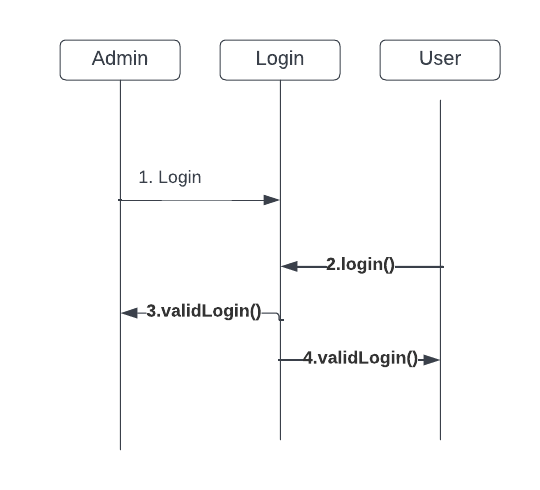 Admin
Login
User
1. Login
2.login()
3.validLogin()
4.validLogin()